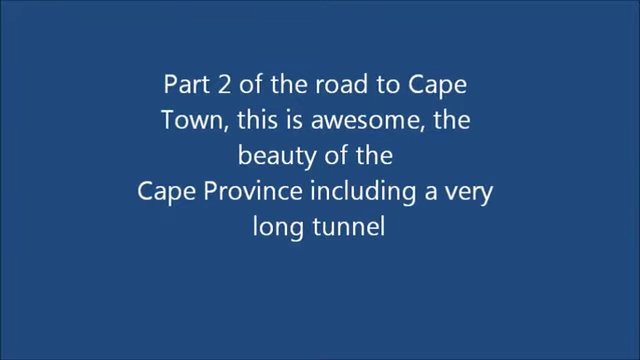 Part 2 of the road to Cape
Town, this is awesome, the
beauty of the
Cape Province including a very
long tunnel